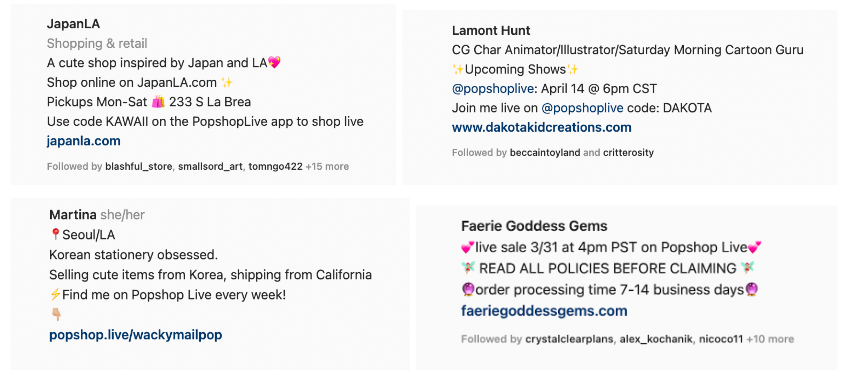 JapanLA
Shopping & retail
A cute shop inspired by Japan and LA💖
Shop online on JapanLA.com ✨
Pickups Mon-Sat 🛍️ 233 S La Brea
Use code KAWAII on the PopshopLive app to shop live
japanla.com
Followed by blashful_store, smallsord_art, tomngo422 +15 more
Lamont Hunt
CG Char Animator/Illustrator/Saturday Morning Cartoon Guru
✨Upcoming Shows✨
@popshoplive: April 14 @ 6pm CST
Join me live on @popshoplive code: DAKOTA
www.dakotakidcreations.com
Followed by beccaintoyland and critterosity
Martina she/her
📍Seoul/LA
Korean stationery obsessed.
Selling cute items from Korea, shipping from California
⚡Find me on Popshop Live every week!
👇🏼
popshop.live/wackymailpop
Faerie Goddess Gems
💕live sale 3/31 at 4pm PST on Popshop Live💕
🧚🏻 READ ALL POLICIES BEFORE CLAIMING 🧚🏻
🔮order processing time 7-14 business days🔮
faeriegoddessgems.com
Followed by crystalclearplans, alex_kochanik, nicoco11 +10 more